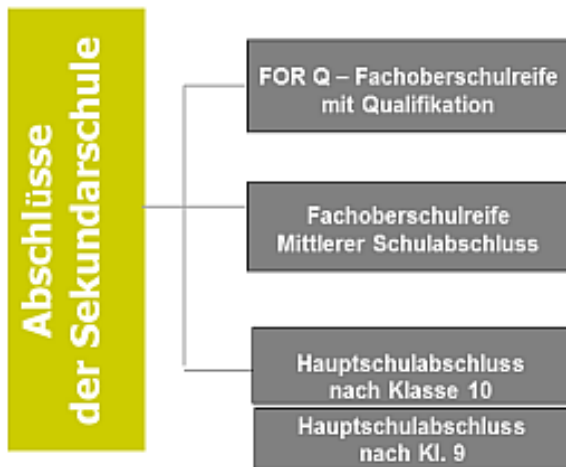 Abschlüsse
der Sekundarschule
FOR Q – Fachoberschulreife
mit Qualifikation
Fachoberschulreife
Mittlerer Schulabschluss
Hauptschulabschluss
nach Klasse 10
Hauptschulabschluss
nach Kl. 9